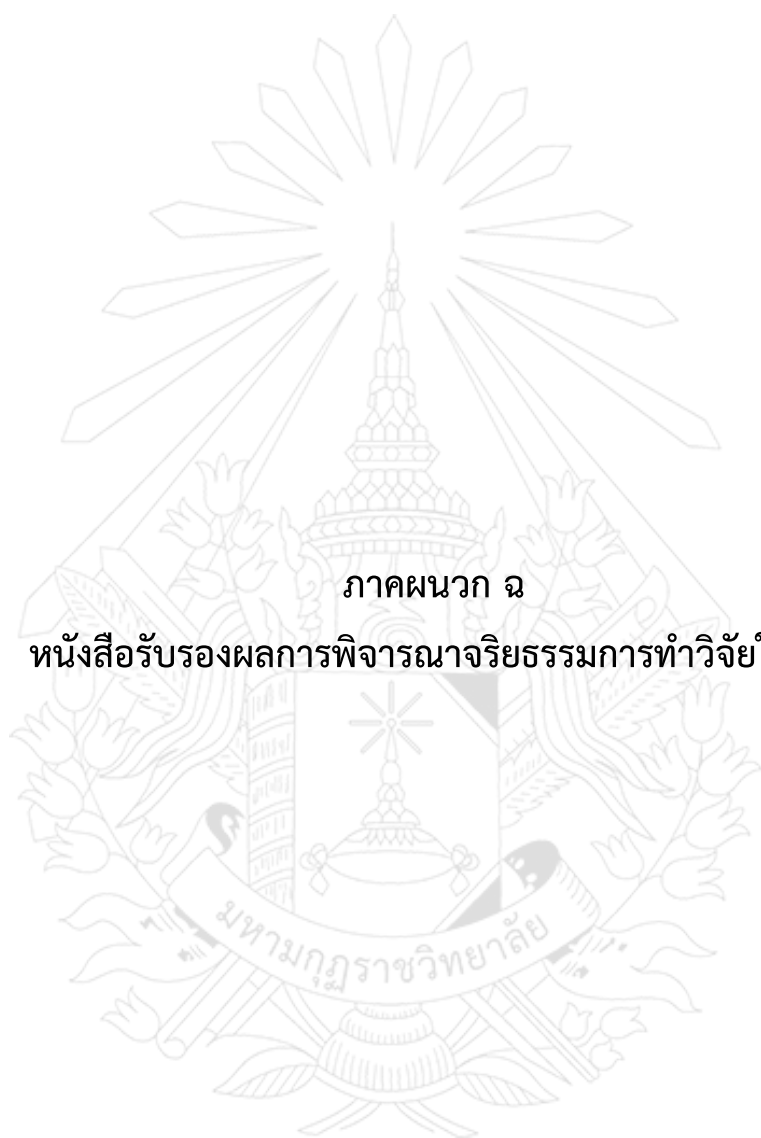 ภาคผนวก ฉ
หนังสือรับรองผลการพิจารณาจริยธรรมการทำวิจัย
มหามกุฏราชวิทยาลัย